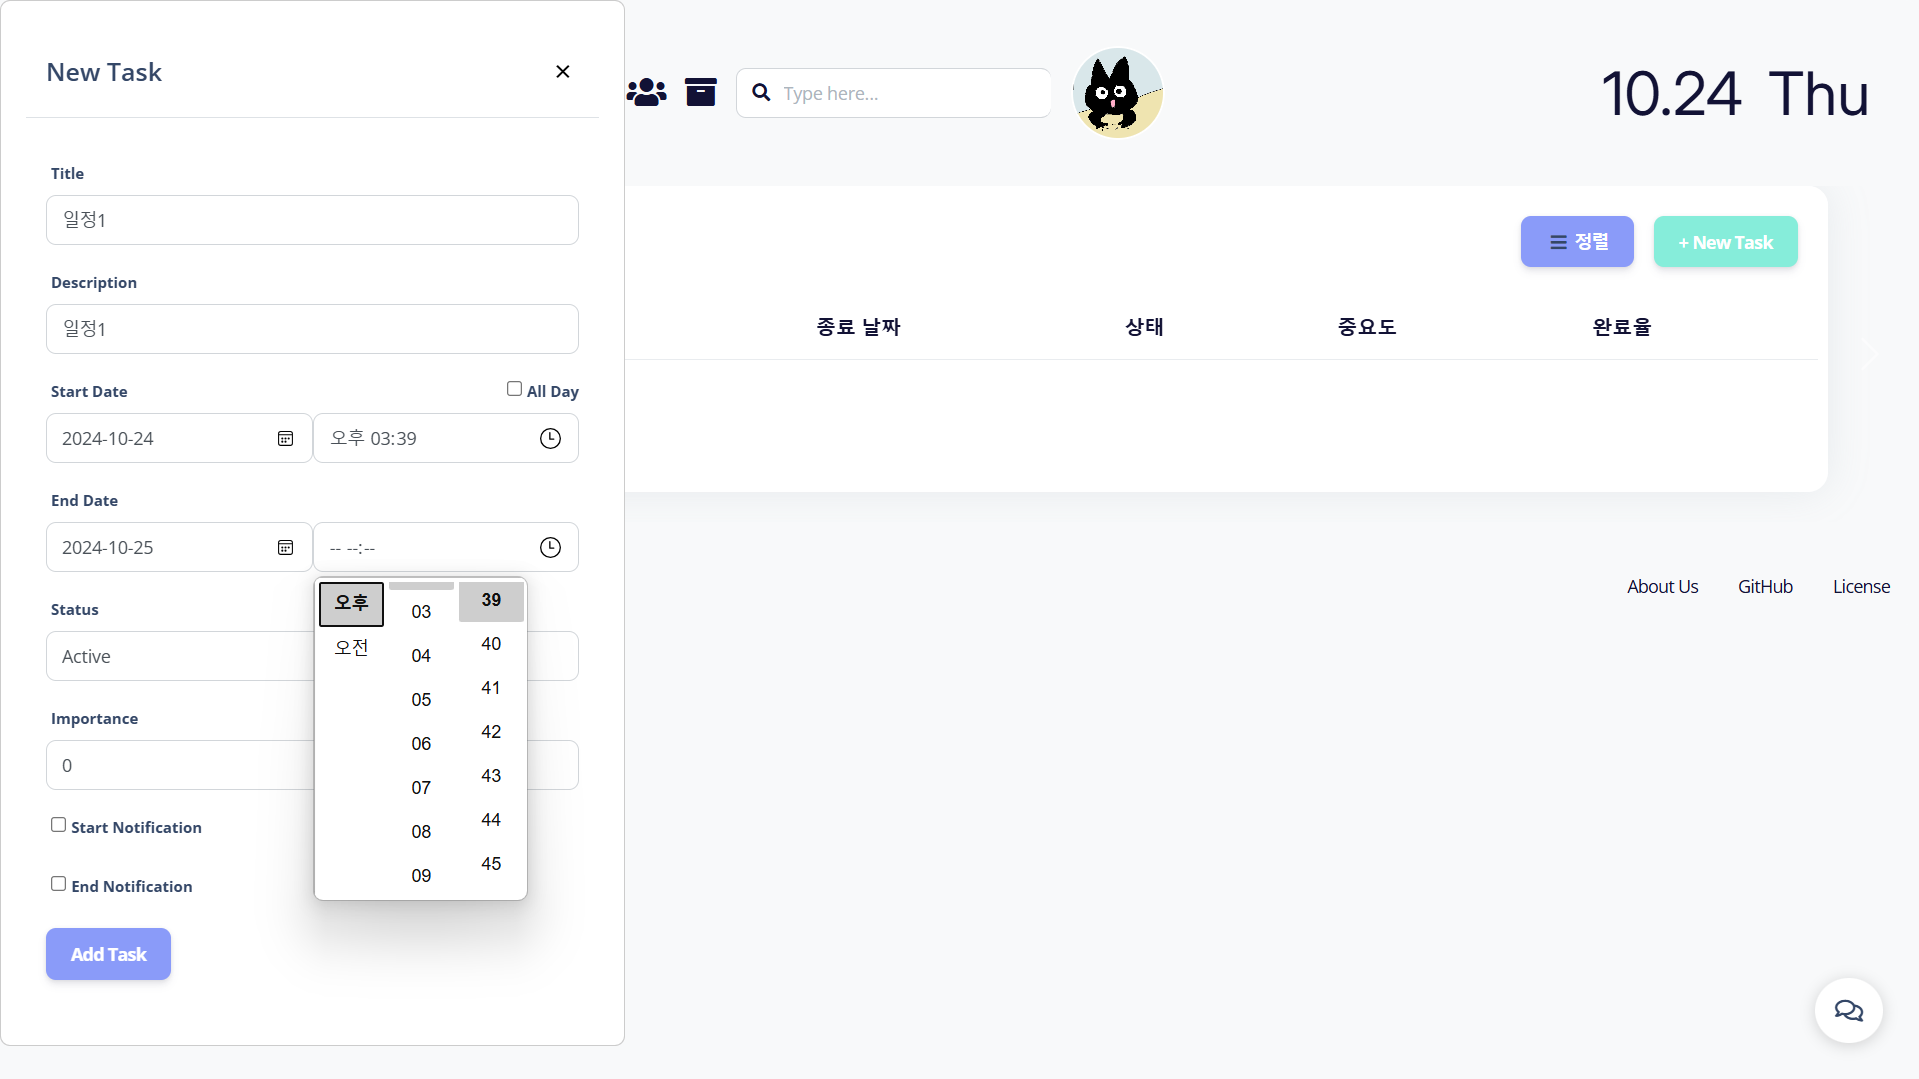 New Task
Type here...
10.24 Thu
Title
일정1
정렬
+ New Task
Description
일정1
종료 날짜 상태 중요도 완료율
Start Date
All Day
2024-10-24
오후 03:39
End Date
2024-10-25
-- --:--
About Us GitHub License
Status
Active
오후 39
03
오전 40
04
41
05
42
06
43
07
44
08
45
09
Importance
0
Start Notification
End Notification
Add Task